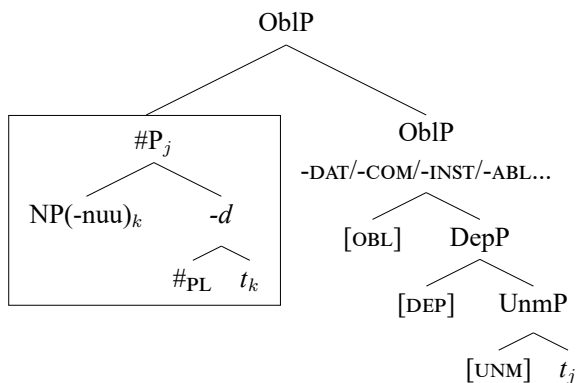 OblP
#Pj OblP
-DAT/-COM/-INST/-ABL...
NP(-nuu)k -d [OBL] DepP
#PL tk [DEP] UnmP
[UNM] tj